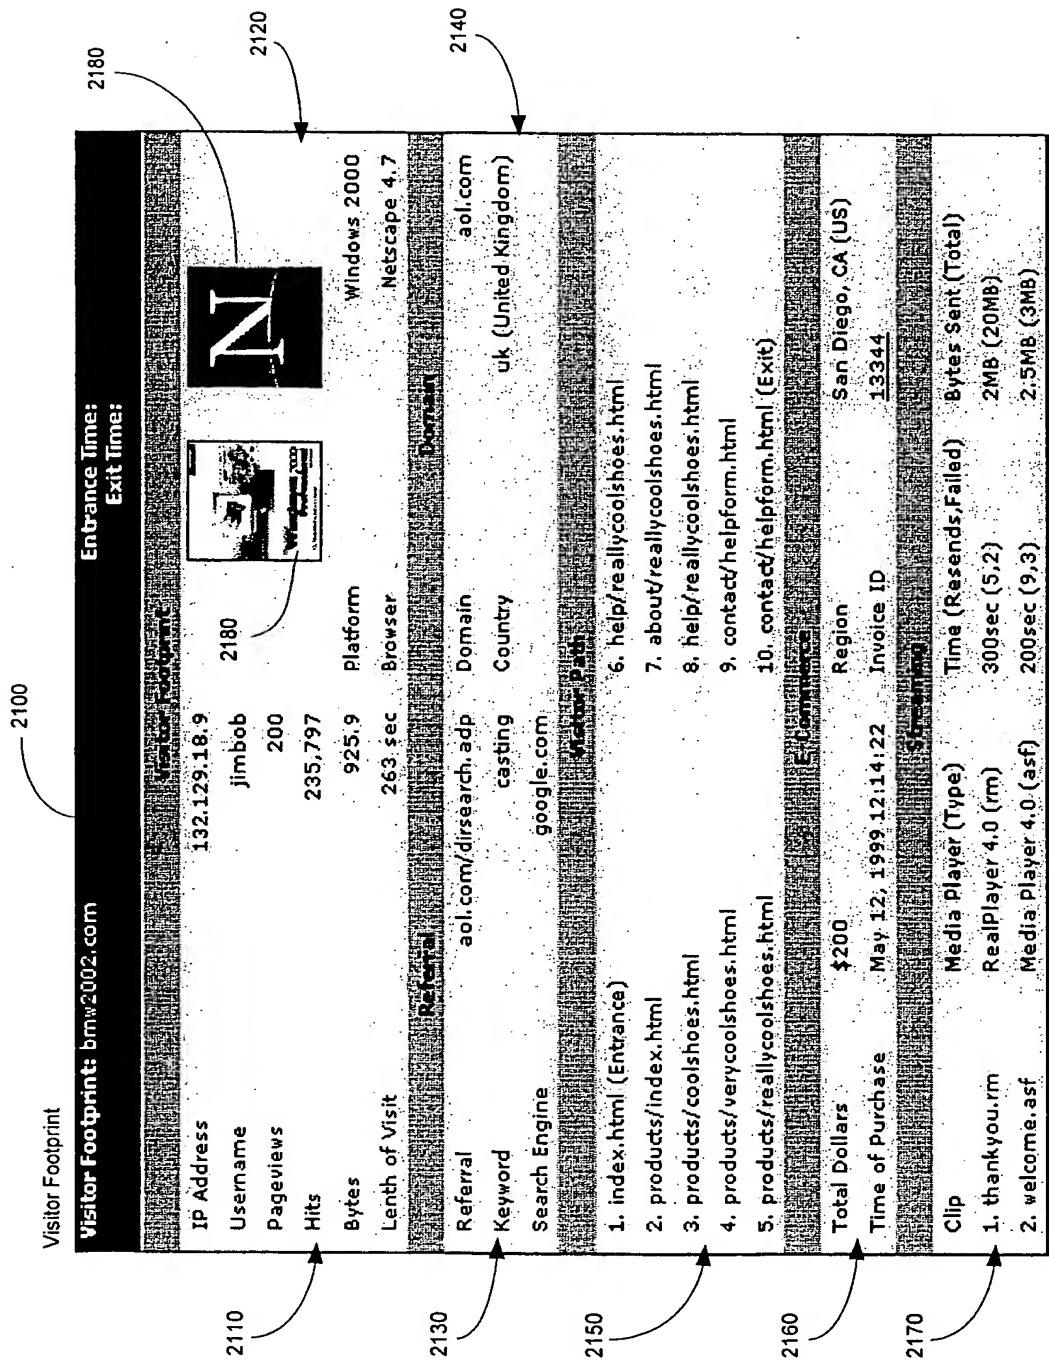 Visitor Footprint
2100
Visitor Footprint: bmw2002.com
Entrance Time:
Exit Time:
Visitor Footprint
IP Address 132.129.18.9
Username jimbob
Pageviews 200
Hits 235,797
Bytes 925.9 Platform Windows 2000
Lenth of Visit 263 sec Browser Netscape 4.7
2180
2180
N
Windows 2000
2110
2120
Referral Domain
Referral aol.com/dirsearch.adp Domain aol.com
Keyword casting Country uk (United Kingdom)
Search Engine google.com
2130
2140
Visitor Path
1. index.html (Entrance) 6. help/reallycoolshoes.html
2. products/index.html 7. about/reallycoolshoes.html
3. products/coolshoes.html 8. help/reallycoolshoes.html
4. products/verycoolshoes.html 9. contact/helpform.html
5. products/reallycoolshoes.html 10. contact/helpform.html (Exit)
2150
E-Commerce
Total Dollars $200 Region San Diego, CA (US)
Time of Purchase May 12, 1999 12:14:22 Invoice ID 13344
2160
Streaming
Clip Media Player (Type) Time (Resends,Failed) Bytes Sent (Total)
1. thankyou.rm RealPlayer 4.0 (rm) 300sec (5,2) 2MB (20MB)
2. welcome.asf Media Player 4.0 (asf) 200sec (9,3) 2.5MB (3MB)
2170